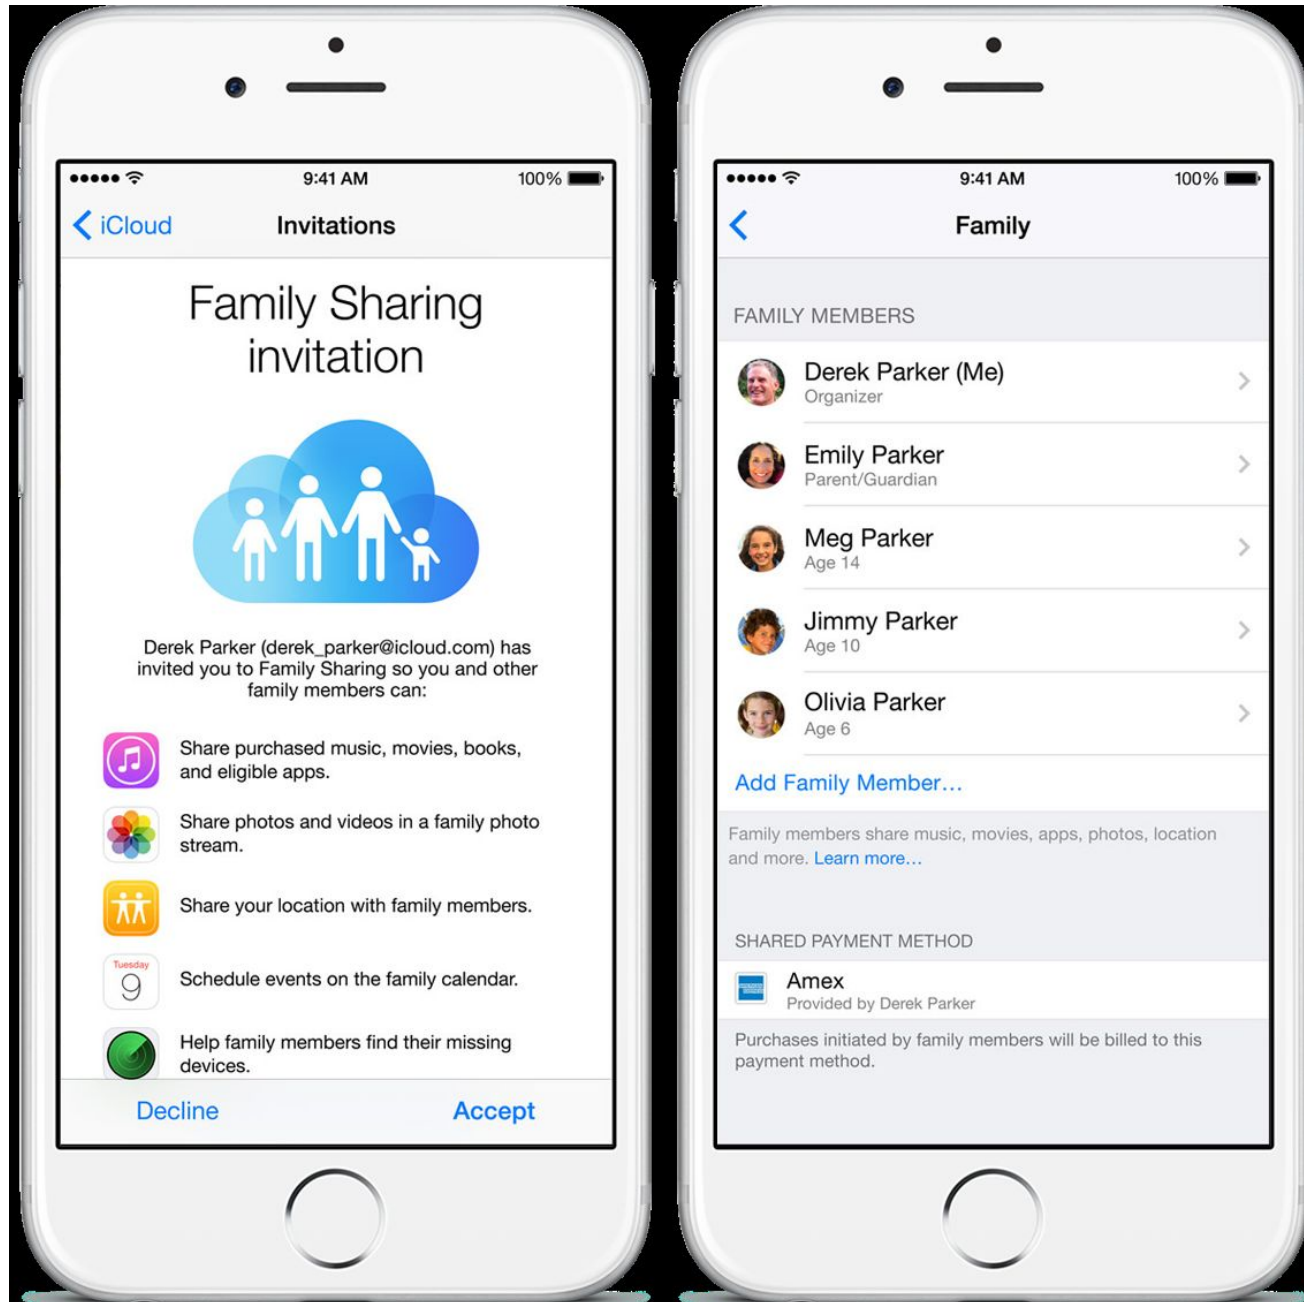 9:41 AM
100%
iCloud
Invitations
Family Sharing
invitation
Derek Parker (derek_parker@icloud.com) has
invited you to Family Sharing so you and other
family members can:
Share purchased music, movies, books,
and eligible apps.
Share photos and videos in a family photo
stream.
Share your location with family members.
Tuesday
9
Schedule events on the family calendar.
Help family members find their missing
devices.
Decline
Accept
9:41 AM
100%
Family
FAMILY MEMBERS
Derek Parker (Me)
Organizer
Emily Parker
Parent/Guardian
Meg Parker
Age 14
Jimmy Parker
Age 10
Olivia Parker
Age 6
Add Family Member...
Family members share music, movies, apps, photos, location
and more. Learn more...
SHARED PAYMENT METHOD
Amex
Provided by Derek Parker
Purchases initiated by family members will be billed to this
payment method.